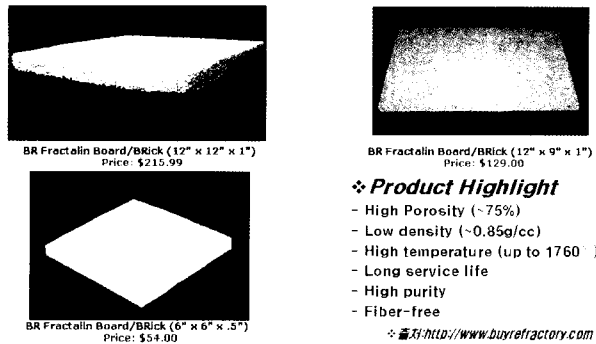 BR Fractalin Board/BRick (12" x 12" x 1")
Price: $215.99
BR Fractalin Board/BRick (12" x 9" x 1")
Price: $129.00
BR Fractalin Board/BRick (6" x 6" x .5")
Price: $54.00
❖ Product Highlight
- High Porosity (~75%)
- Low density (~0.85g/cc)
- High temperature (up to 1760
- Long service life
- High purity
- Fiber-free
❖ 출처:http://www.buyrefractory.com